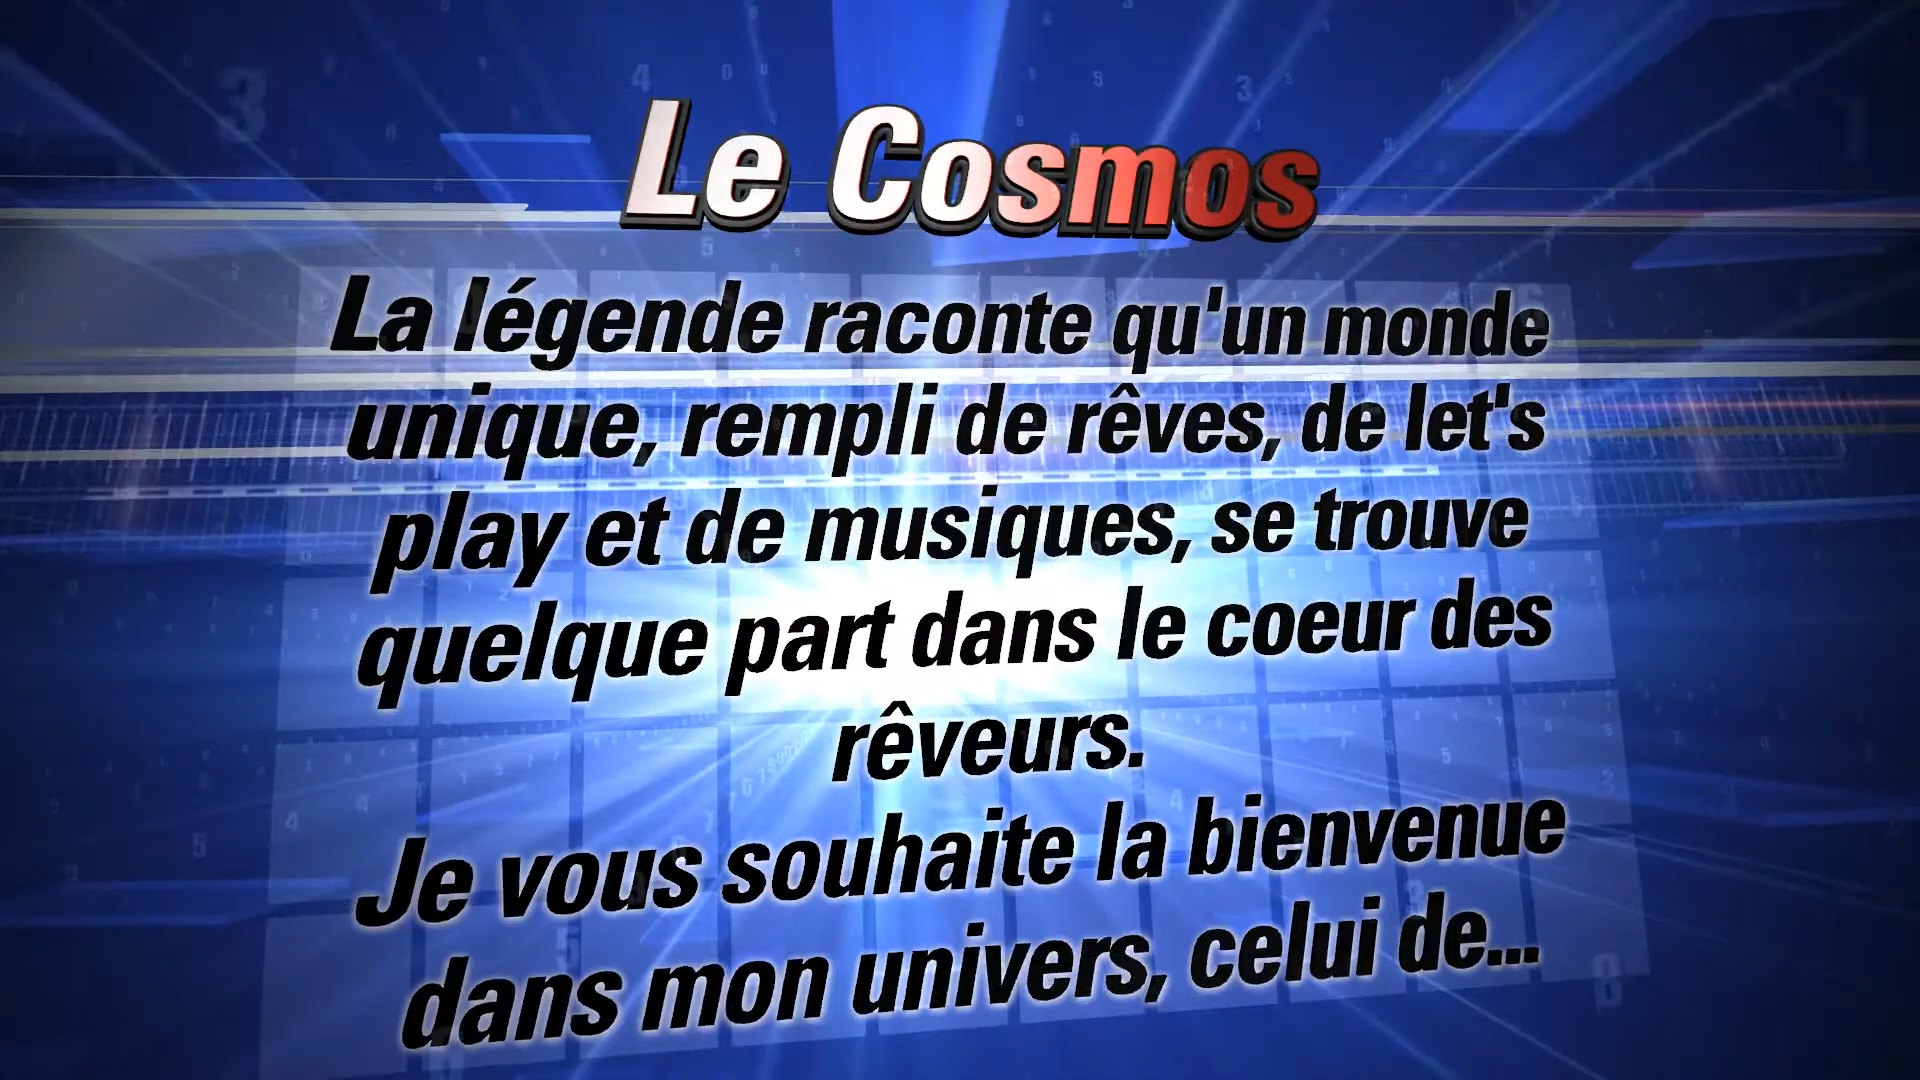 Le Cosmos
La légende raconte qu'un monde
unique, rempli de rêves, de let's
play et de musiques, se trouve
quelque part dans le coeur des
rêveurs.
Je vous souhaite la bienvenue
dans mon univers, celui de...